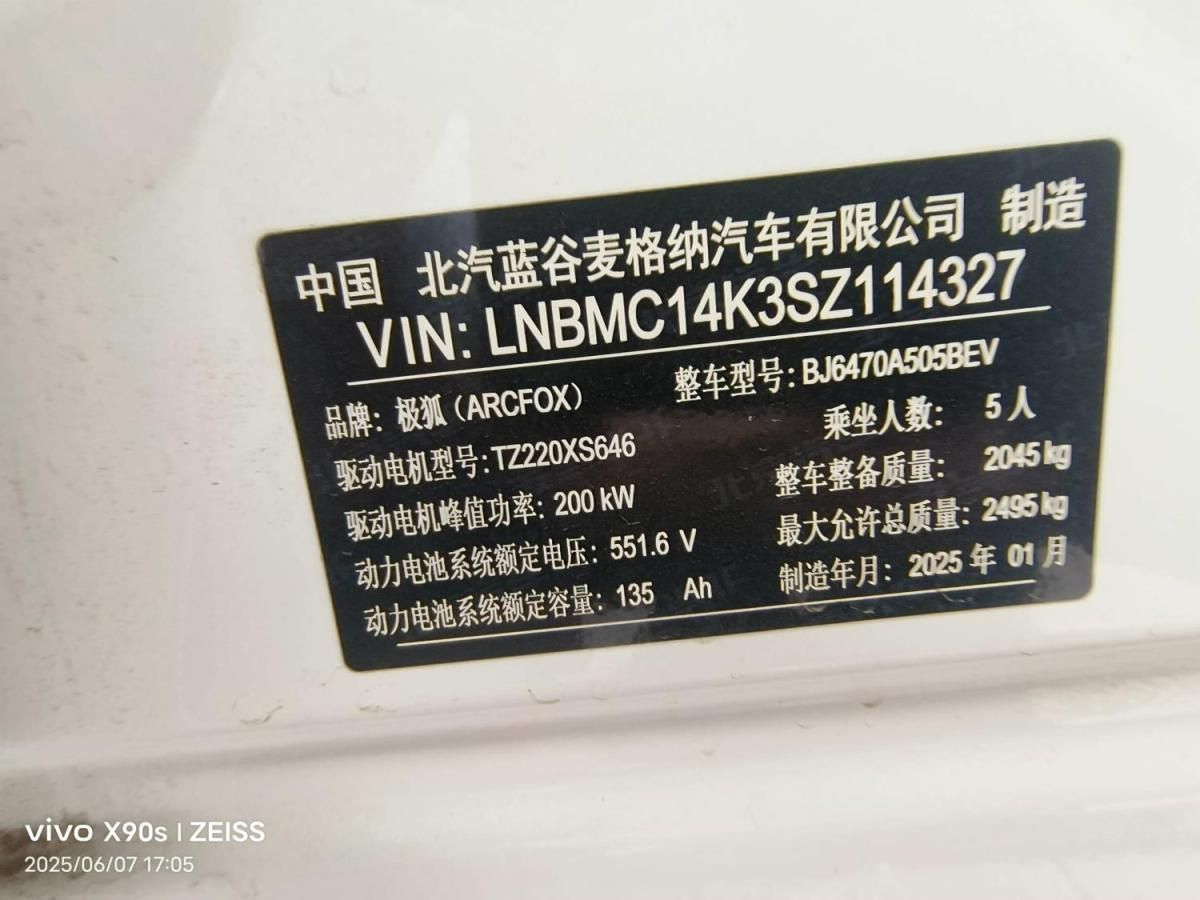 中国 北汽蓝谷麦格纳汽车有限公司 制造
VIN: LNBMC14K3SZ114327
品牌: 极狐（ARCFOX） 整车型号: BJ6470A505BEV
驱动电机型号: TZ220XS646 乘坐人数: 5 人
驱动电机峰值功率: 200 kW 整车整备质量: 2045 kg
动力电池系统额定电压: 551.6 V 最大允许总质量: 2495 kg
动力电池系统额定容量: 135 Ah 制造年月: 2025 年 01 月
vivo X90s | ZEISS
2025/06/07 17:05